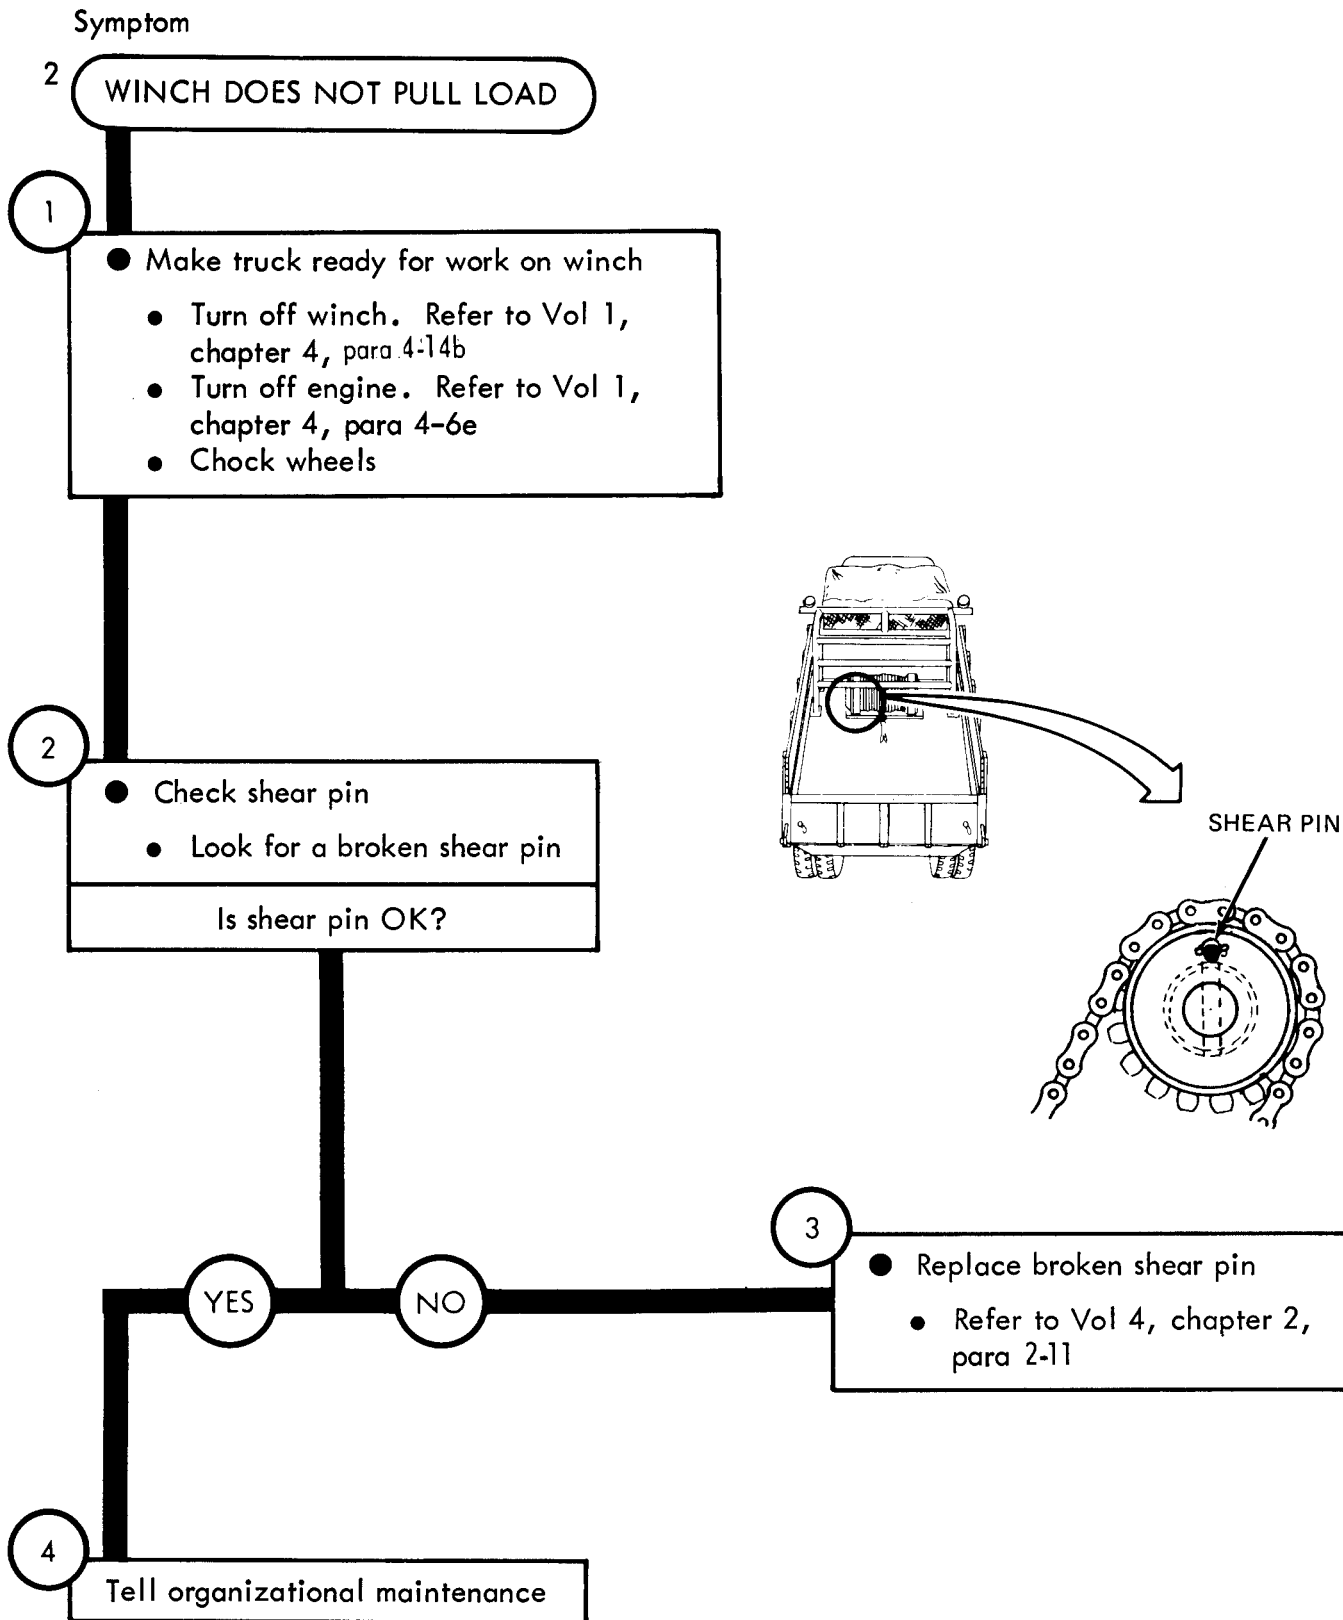 Symptom
2
WINCH DOES NOT PULL LOAD
1
● Make truck ready for work on winch
● Turn off winch. Refer to Vol 1,
chapter 4, para 4-14b
● Turn off engine. Refer to Vol 1,
chapter 4, para 4-6e
● Chock wheels
2
● Check shear pin
● Look for a broken shear pin
Is shear pin OK?
SHEAR PIN
YES
NO
3
● Replace broken shear pin
● Refer to Vol 4, chapter 2,
para 2-11
4
Tell organizational maintenance